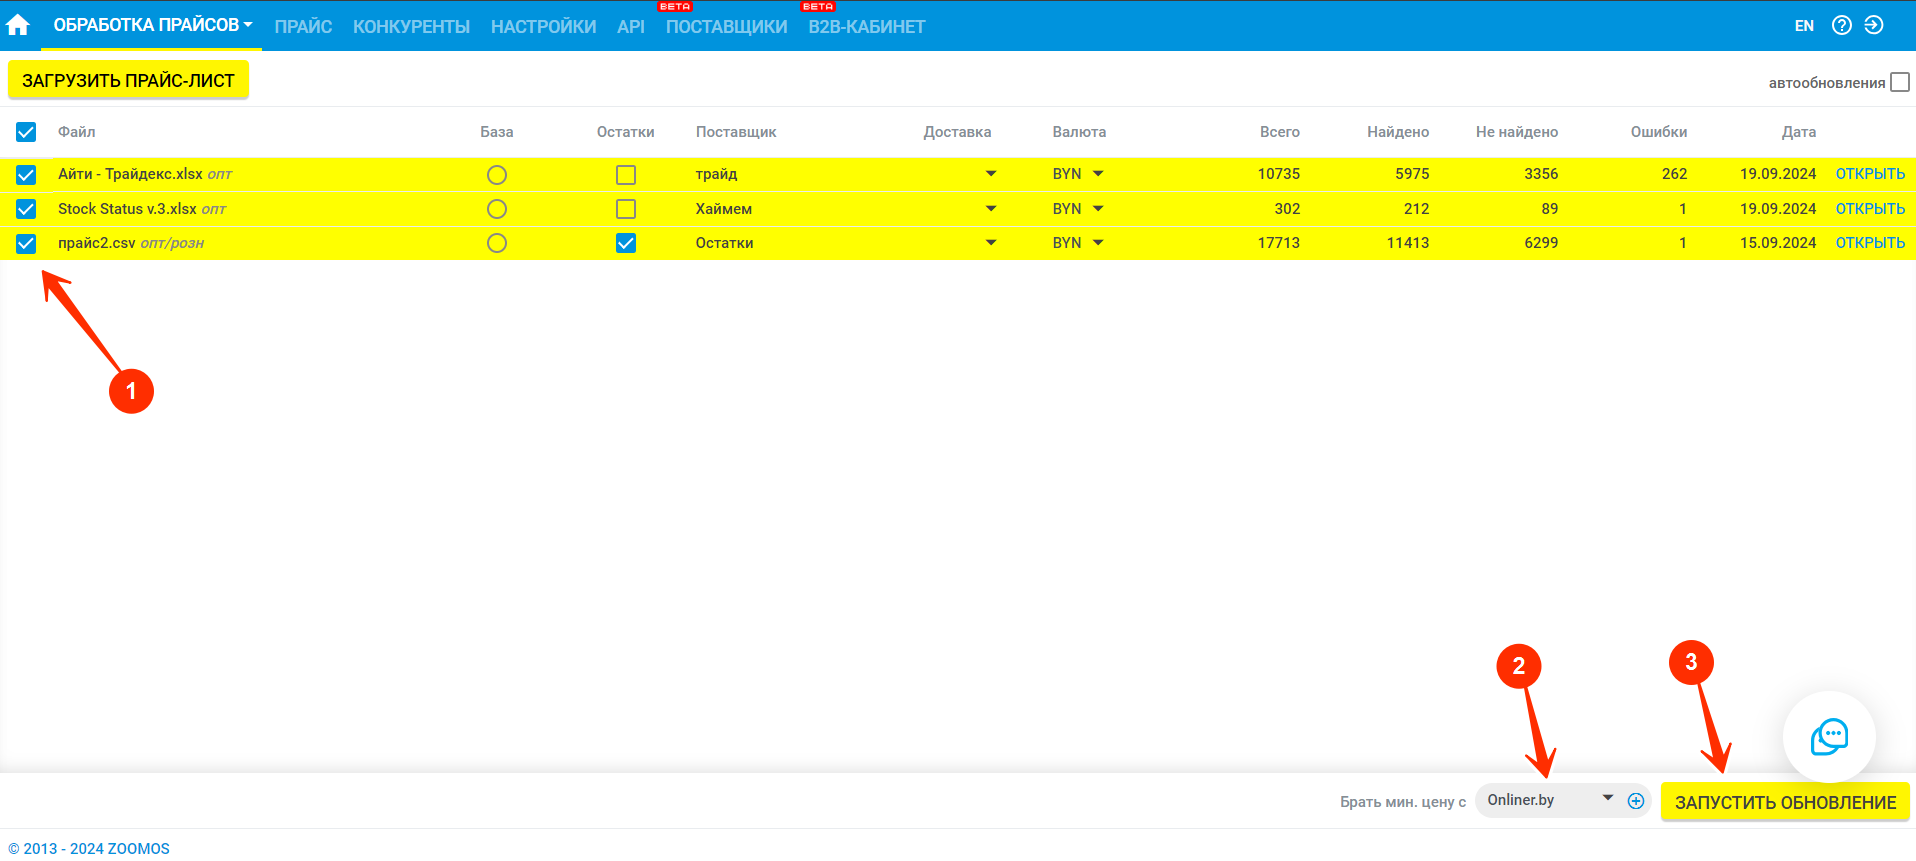 BETA BETA
ОБРАБОТКА ПРАЙСОВ ПРАЙС КОНКУРЕНТЫ НАСТРОЙКИ API ПОСТАВЩИКИ B2B-КАБИНЕТ EN
ЗАГРУЗИТЬ ПРАЙС-ЛИСТ автообновления
Файл База Остатки Поставщик Доставка Валюта Всего Найдено Не найдено Ошибки Дата
Айти - Трайдекс.xlsx опт трайд BYN 10735 5975 3356 262 19.09.2024 ОТКРЫТЬ
Stock Status v.3.xlsx опт Хаймем BYN 302 212 89 1 19.09.2024 ОТКРЫТЬ
прайс2.csv опт/розн Остатки BYN 17713 11413 6299 1 15.09.2024 ОТКРЫТЬ
1
2 3
Брать мин. цену с Onliner.by ЗАПУСТИТЬ ОБНОВЛЕНИЕ
© 2013 - 2024 ZOOMOS